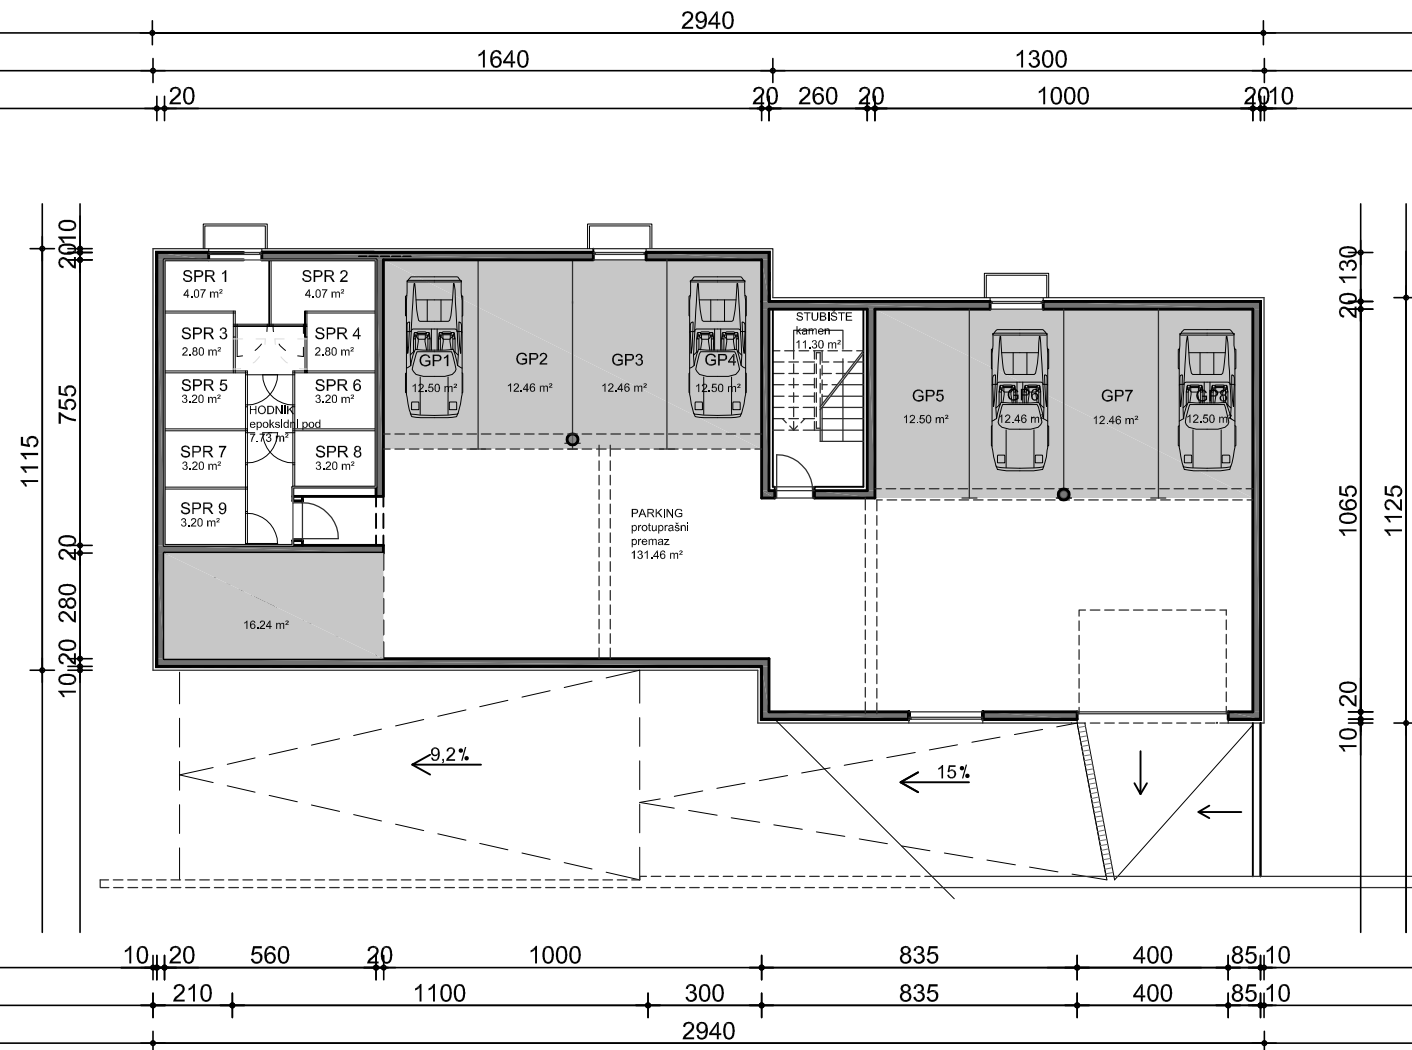 2940
1640 1300
20 20 260 20 1000 20 10
10
20
755
1115
20
280
20
10
SPR 1
4.07 m²
SPR 2
4.07 m²
SPR 3
2.80 m²
SPR 4
2.80 m²
SPR 5
3.20 m²
SPR 6
3.20 m²
HODNIK
epoksidni pod
7.73 m²
SPR 7
3.20 m²
SPR 8
3.20 m²
SPR 9
3.20 m²
16.24 m²
GP1
12.50 m²
GP2
12.46 m²
GP3
12.46 m²
GP4
12.50 m²
STUBIŠTE
kamen
11.30 m²
GP5
12.50 m²
GP6
12.46 m²
GP7
12.46 m²
GP8
12.50 m²
PARKING
protuprašni
premaz
131.46 m²
130
20
1065
1125
20
10
9,2%
15%
10 20 560 20 1000 835 400 85 10
210 1100 300 835 400 85 10
2940